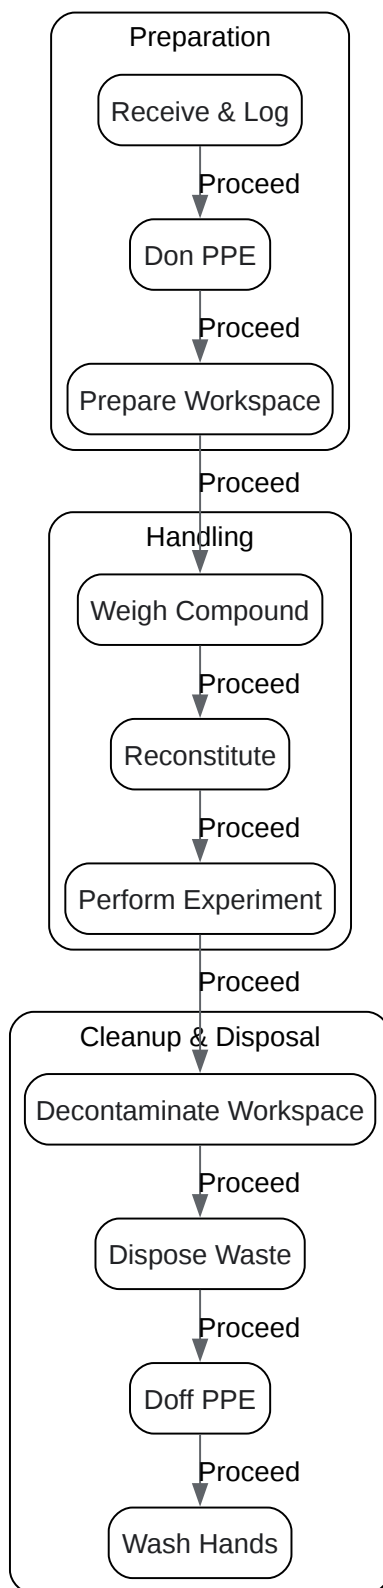 Preparation
Receive & Log
Proceed
Don PPE
Proceed
Prepare Workspace
Proceed
Handling
Weigh Compound
Proceed
Reconstitute
Proceed
Perform Experiment
Proceed
Cleanup & Disposal
Decontaminate Workspace
Proceed
Dispose Waste
Proceed
Doff PPE
Proceed
Wash Hands